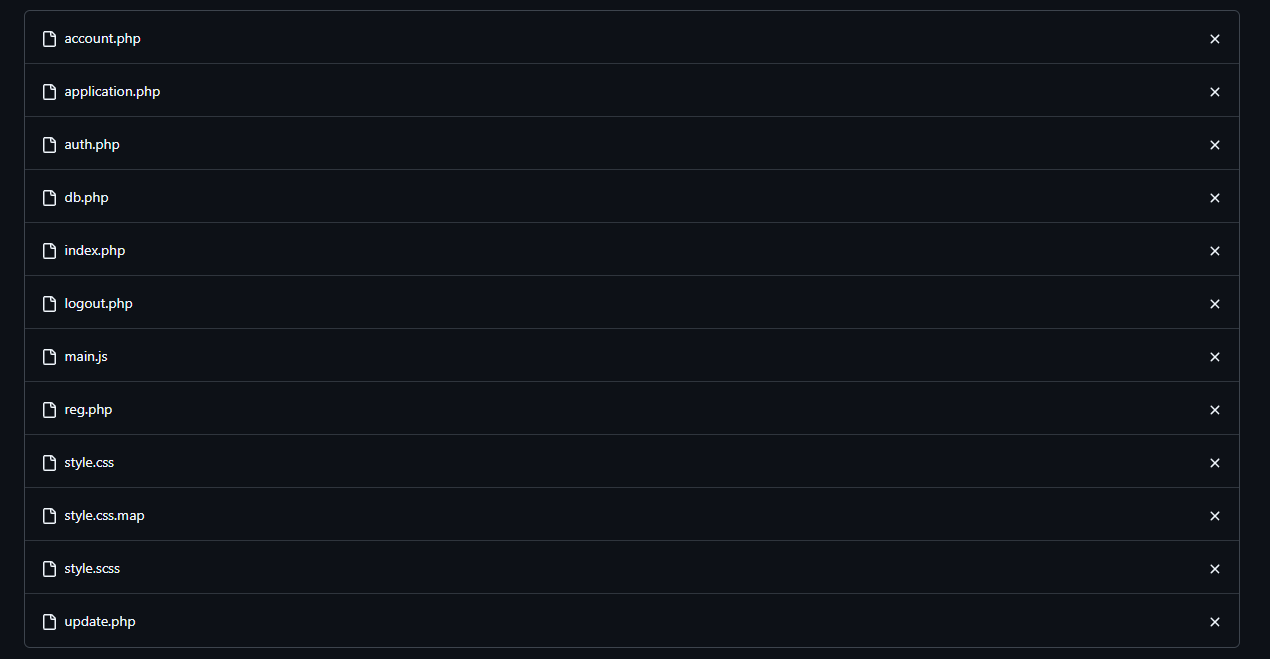 account.php
application.php
auth.php
db.php
index.php
logout.php
main.js
reg.php
style.css
style.css.map
style.scss
update.php